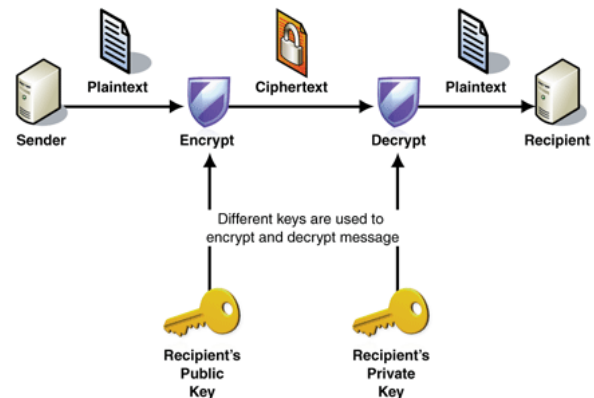 Plaintext
Ciphertext
Plaintext
Sender
Encrypt
Decrypt
Recipient
Different keys are used to
encrypt and decrypt message
Recipient's
Public
Key
Recipient's
Private
Key